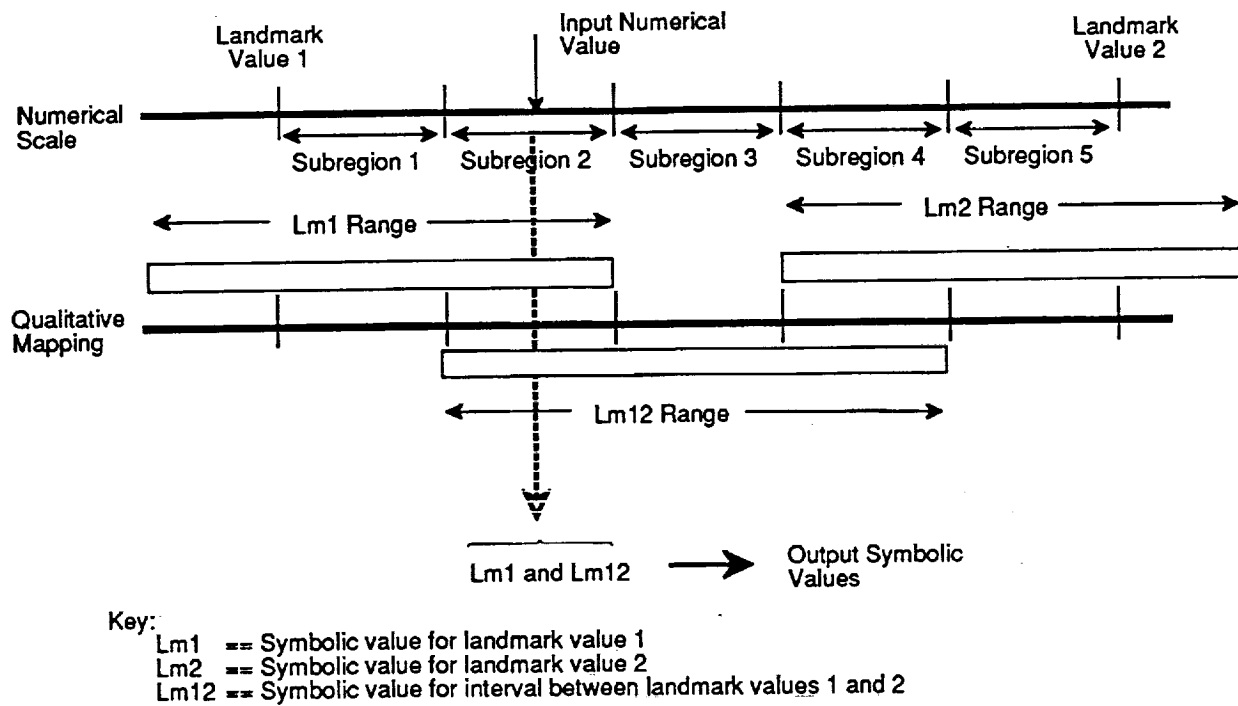 Landmark
Value 1
Input Numerical
Value
Landmark
Value 2
Numerical
Scale
Subregion 1
Subregion 2
Subregion 3
Subregion 4
Subregion 5
Lm1 Range
Lm2 Range
Qualitative
Mapping
Lm12 Range
Lm1 and Lm12
Output Symbolic
Values
Key:
Lm1 == Symbolic value for landmark value 1
Lm2 == Symbolic value for landmark value 2
Lm12 == Symbolic value for interval between landmark values 1 and 2